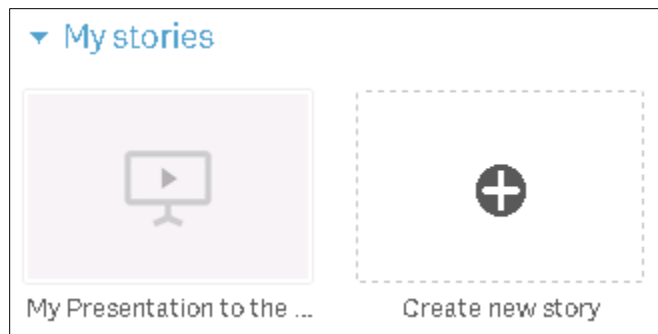 My stories
My Presentation to the ...
Create new story